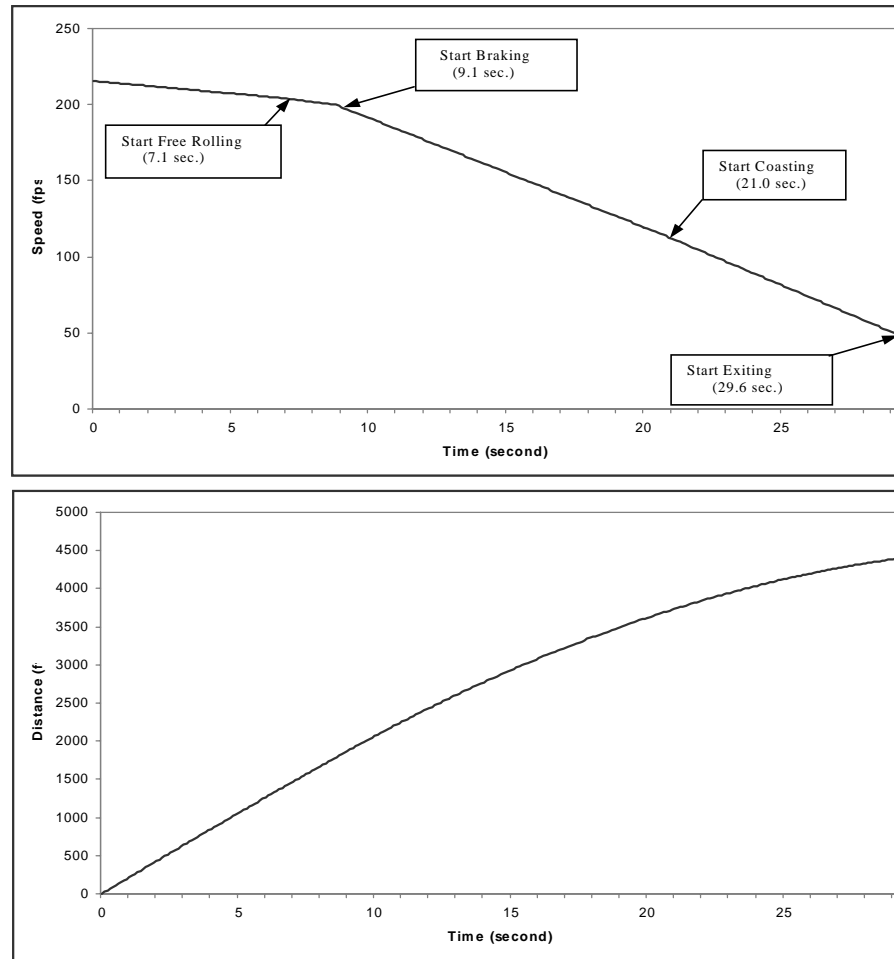 250
200
150
100
50
0
Speed (fps
Start Braking
(9.1 sec.)
Start Free Rolling
(7.1 sec.)
Start Coasting
(21.0 sec.)
Start Exiting
(29.6 sec.)
0 5 10 15 20 25
Time (second)
5000
4500
4000
3500
3000
2500
2000
1500
1000
500
0
Distance (f
0 5 10 15 20 25
Time (second)